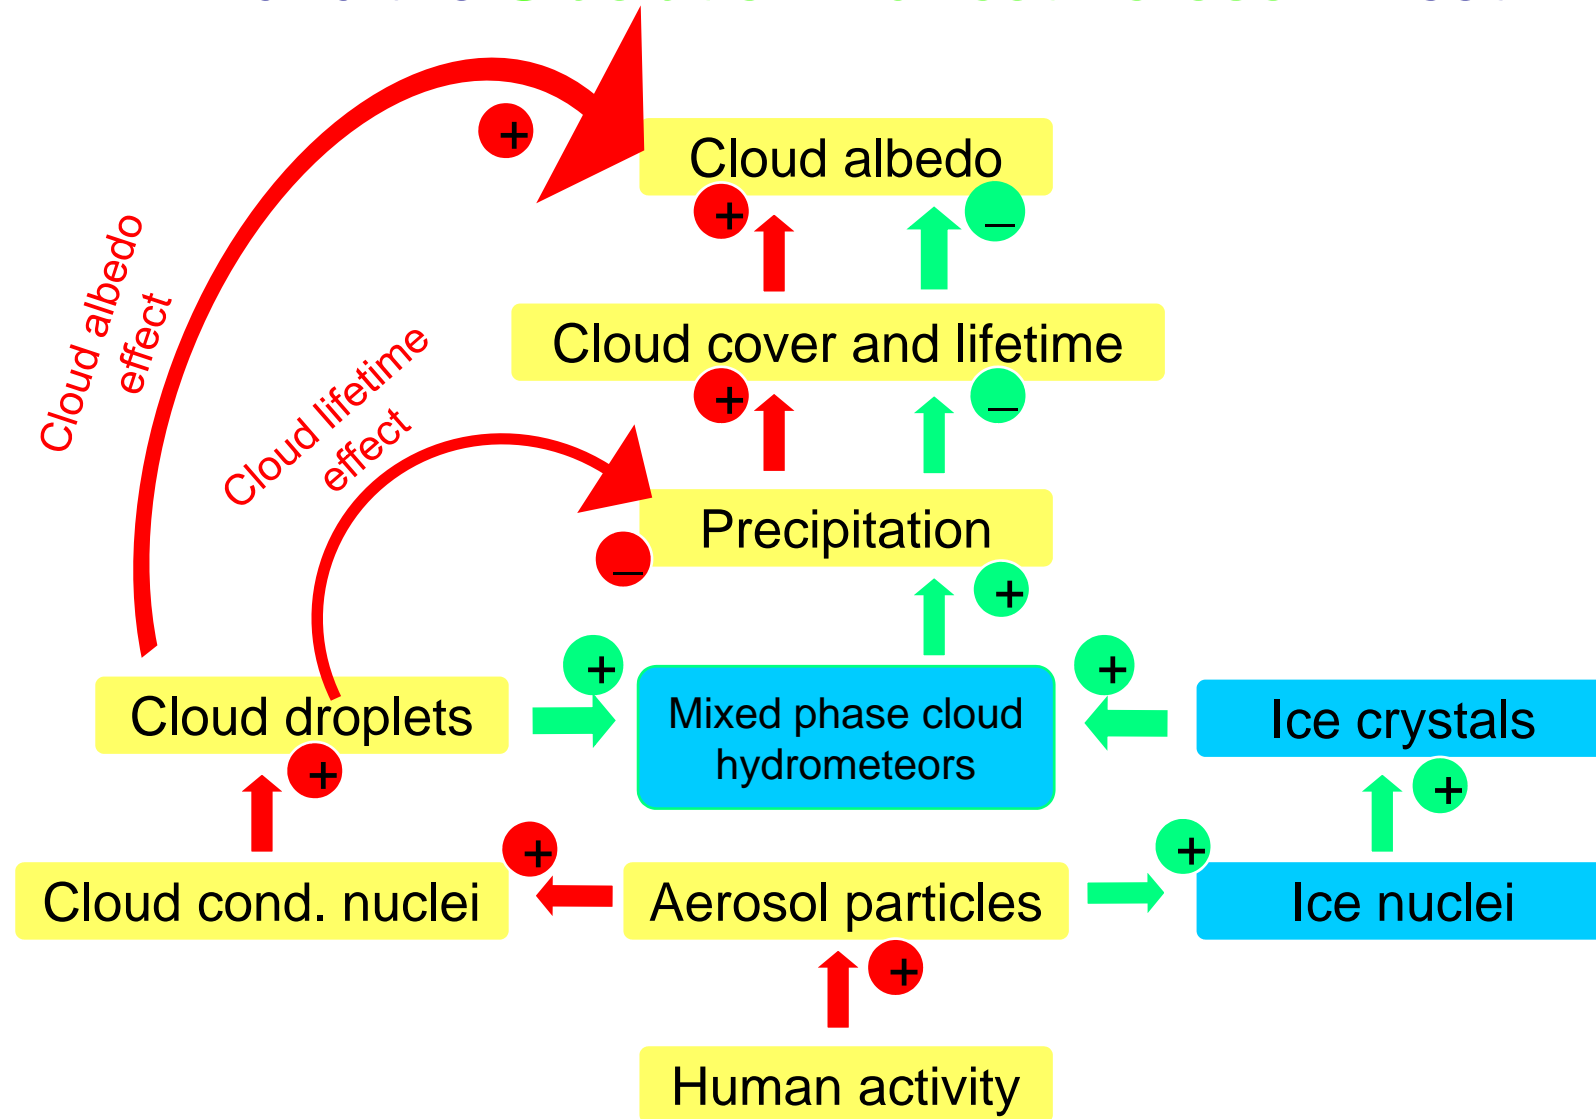 Cloud albedo
Cloud albedo
effect
+
+
–
Cloud cover and lifetime
Cloud lifetime
effect
+
–
Precipitation
–
+
+
+
Cloud droplets
Mixed phase cloud
hydrometeors
Ice crystals
+
+
+
+
Cloud cond. nuclei
Aerosol particles
Ice nuclei
+
Human activity